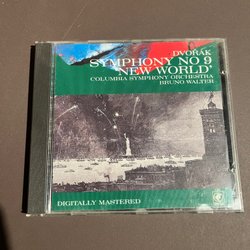 DVOŘÁK
SYMPHONY NO 9
'NEW WORLD'
COLUMBIA SYMPHONY ORCHESTRA
BRUNO WALTER
DIGITALLY MASTERED